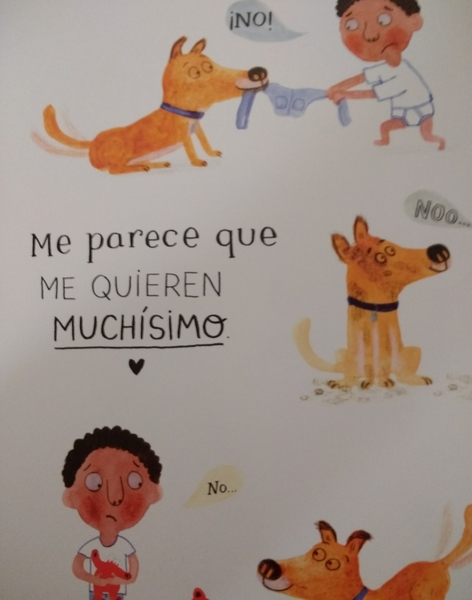 ¡NO!
Me parece que
ME QUIEREN
MUCHÍSIMO.
NOO...
No...